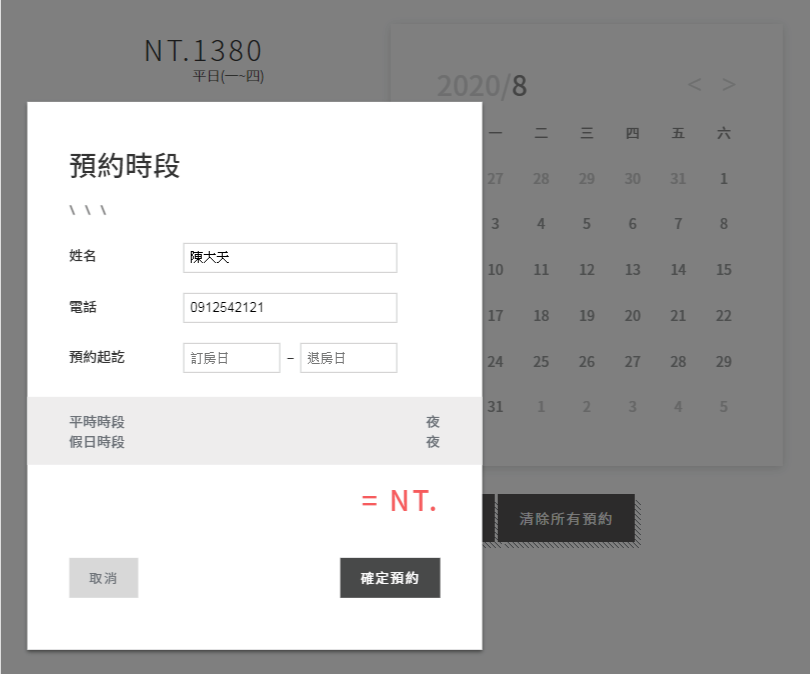 NT.1380
平日(一~四)
2020/8
< >
一 二 三 四 五 六
27 28 29 30 31 1
3 4 5 6 7 8
10 11 12 13 14 15
17 18 19 20 21 22
24 25 26 27 28 29
31 1 2 3 4 5
清除所有預約
預約時段
\ \ \
姓名 陳大天
電話 0912542121
預約起訖 訂房日 – 退房日
平時時段 夜
假日時段 夜
= NT.
取消 確定預約